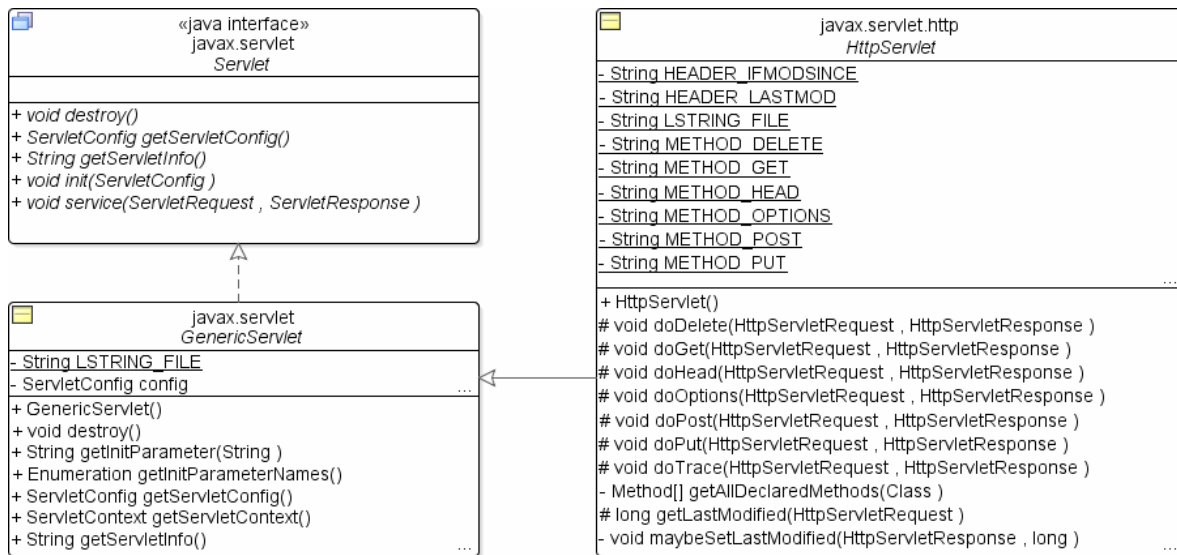 «java interface»
javax.servlet
Servlet
+ void destroy()
+ ServletConfig getServletConfig()
+ String getServletInfo()
+ void init(ServletConfig )
+ void service(ServletRequest , ServletResponse )
javax.servlet
GenericServlet
- String LSTRING_FILE
- ServletConfig config
...
+ GenericServlet()
+ void destroy()
+ String getInitParameter(String )
+ Enumeration getInitParameterNames()
+ ServletConfig getServletConfig()
+ ServletContext getServletContext()
+ String getServletInfo()
...
javax.servlet.http
HttpServlet
- String HEADER_IFMODSINCE
- String HEADER_LASTMOD
- String LSTRING_FILE
- String METHOD_DELETE
- String METHOD_GET
- String METHOD_HEAD
- String METHOD_OPTIONS
- String METHOD_POST
- String METHOD_PUT
...
+ HttpServlet()
# void doDelete(HttpServletRequest , HttpServletResponse )
# void doGet(HttpServletRequest , HttpServletResponse )
# void doHead(HttpServletRequest , HttpServletResponse )
# void doOptions(HttpServletRequest , HttpServletResponse )
# void doPost(HttpServletRequest , HttpServletResponse )
# void doPut(HttpServletRequest , HttpServletResponse )
# void doTrace(HttpServletRequest , HttpServletResponse )
- Method[] getAllDeclaredMethods(Class )
# long getLastModified(HttpServletRequest )
- void maybeSetLastModified(HttpServletResponse , long )
...